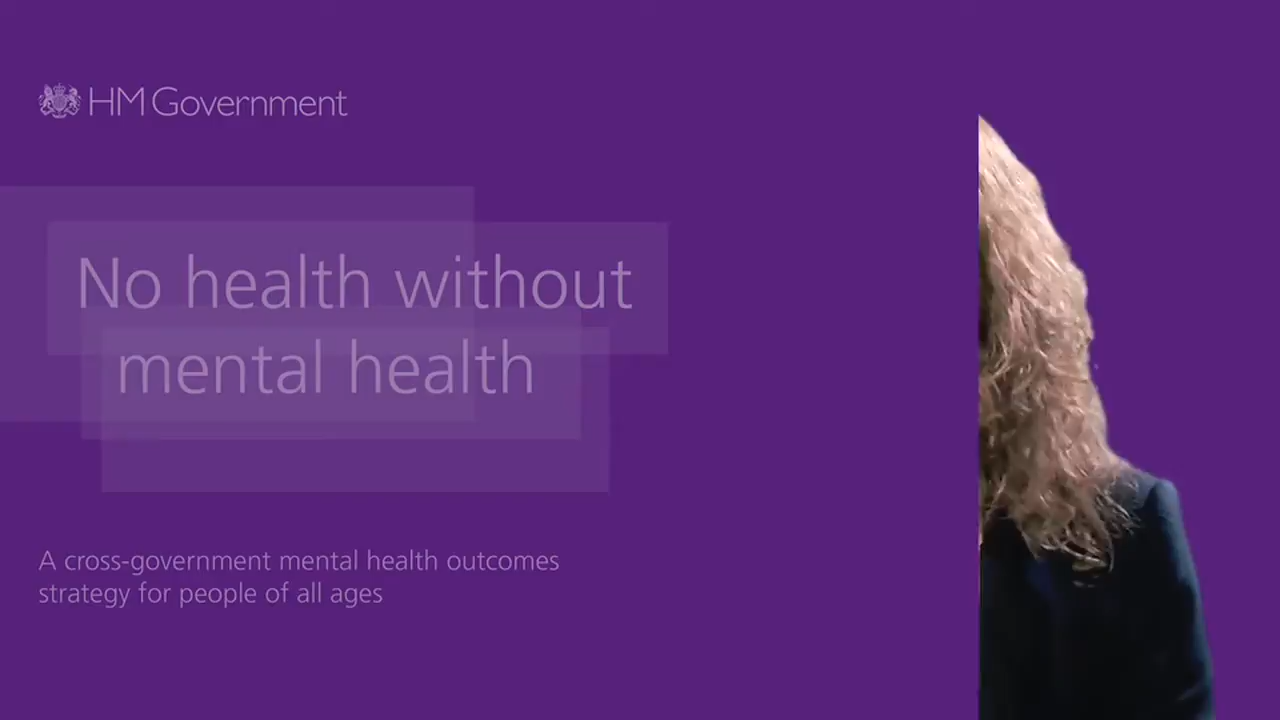 HM Government
No health without
mental health
A cross-government mental health outcomes
strategy for people of all ages